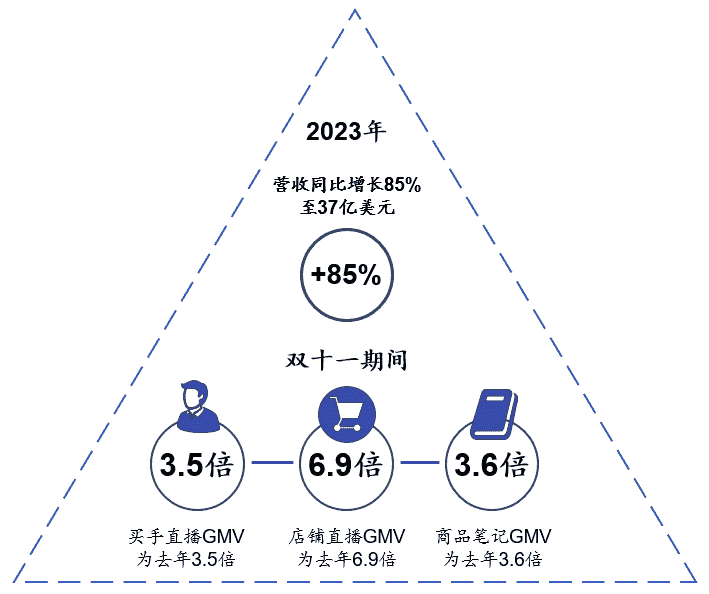 2023年
营收同比增长85%
至37亿美元
+85%
双十一期间
3.5倍
6.9倍
3.6倍
买手直播GMV
为去年3.5倍
店铺直播GMV
为去年6.9倍
商品笔记GMV
为去年3.6倍